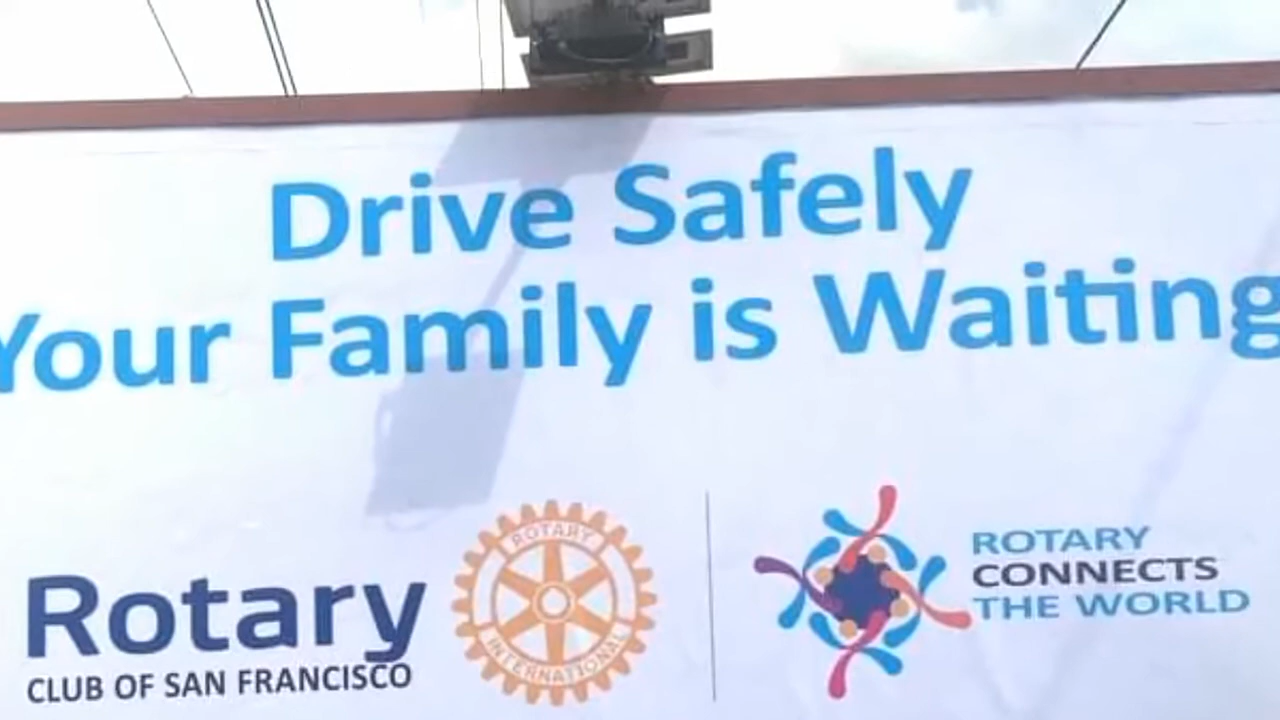 Drive Safely
Your Family is Waiting
Rotary
CLUB OF SAN FRANCISCO
ROTARY
INTERNATIONAL
ROTARY
CONNECTS
THE WORLD